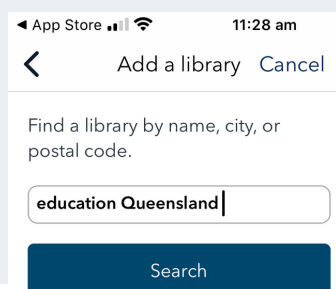 App Store 11:28 am
Add a library Cancel
Find a library by name, city, or
postal code.
education Queensland
Search